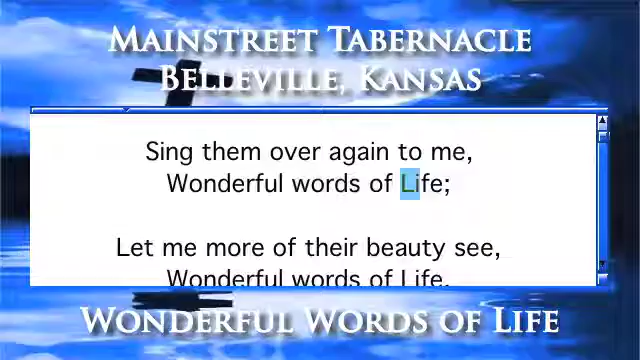 Mainstreet Tabernacle
Belleville, Kansas
Sing them over again to me,
Wonderful words of Life;
Let me more of their beauty see,
Wonderful words of Life.
Wonderful Words of Life